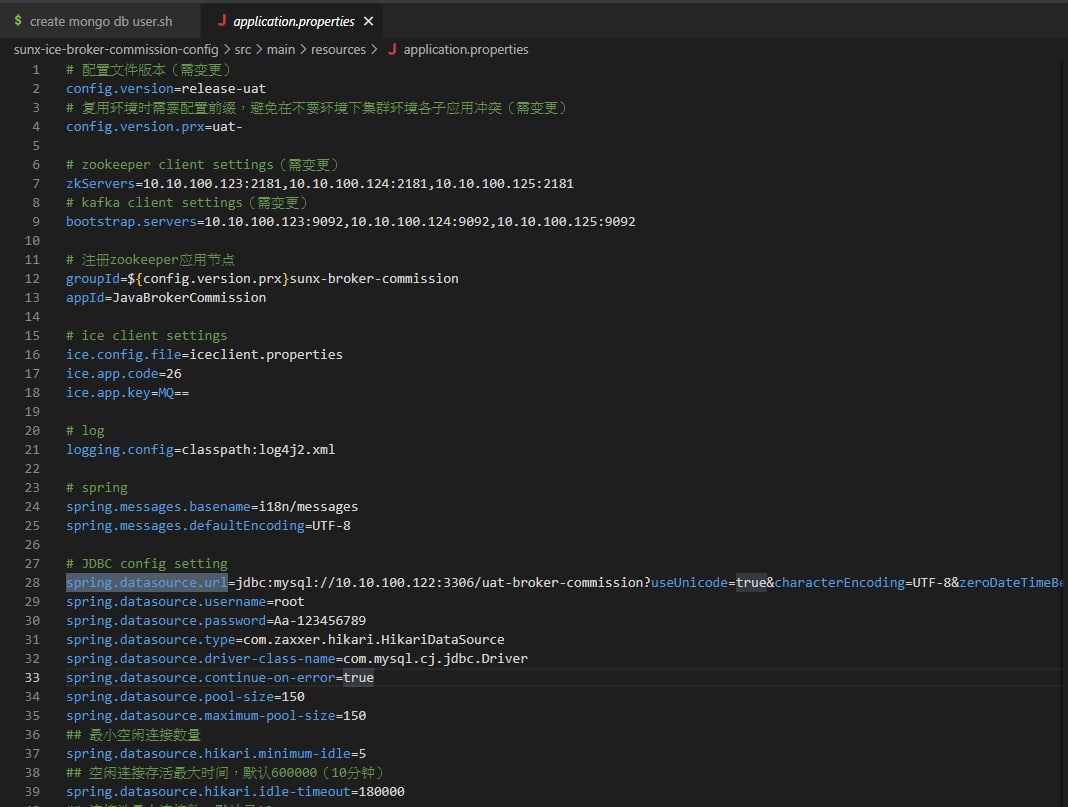 $ create mongo db user.sh
J application.properties ×
sunx-ice-broker-commission-config > src > main > resources > J application.properties
1 # 配置文件版本（需变更）
2 config.version=release-uat
3 # 复用环境时需要配置前缀，避免在不要环境下集群环境各子应用冲突（需变更）
4 config.version.prx=uat-
5
6 # zookeeper client settings（需变更）
7 zkServers=10.10.100.123:2181,10.10.100.124:2181,10.10.100.125:2181
8 # kafka client settings（需变更）
9 bootstrap.servers=10.10.100.123:9092,10.10.100.124:9092,10.10.100.125:9092
10
11 # 注册zookeeper应用节点
12 groupId=${config.version.prx}sunx-broker-commission
13 appId=JavaBrokerCommission
14
15 # ice client settings
16 ice.config.file=iceclient.properties
17 ice.app.code=26
18 ice.app.key=MQ==
19
20 # log
21 logging.config=classpath:log4j2.xml
22
23 # spring
24 spring.messages.basename=i18n/messages
25 spring.messages.defaultEncoding=UTF-8
26
27 # JDBC config setting
28 spring.datasource.url=jdbc:mysql://10.10.100.122:3306/uat-broker-commission?useUnicode=true&characterEncoding=UTF-8&zeroDateTimeBe
29 spring.datasource.username=root
30 spring.datasource.password=Aa-123456789
31 spring.datasource.type=com.zaxxer.hikari.HikariDataSource
32 spring.datasource.driver-class-name=com.mysql.cj.jdbc.Driver
33 spring.datasource.continue-on-error=true
34 spring.datasource.pool-size=150
35 spring.datasource.maximum-pool-size=150
36 ## 最小空闲连接数量
37 spring.datasource.hikari.minimum-idle=5
38 ## 空闲连接存活最大时间，默认600000（10分钟）
39 spring.datasource.hikari.idle-timeout=180000